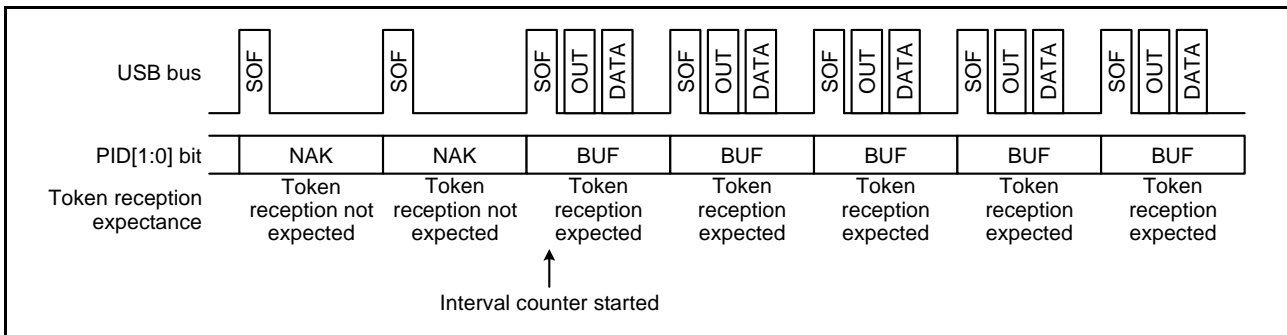 USB bus
SOF
SOF
SOF
OUT
DATA
SOF
OUT
DATA
SOF
OUT
DATA
SOF
OUT
DATA
SOF
OUT
DATA
PID[1:0] bit
NAK
NAK
BUF
BUF
BUF
BUF
BUF
Token reception
expectance
Token
reception not
expected
Token
reception not
expected
Token
reception
expected
Token
reception
expected
Token
reception
expected
Token
reception
expected
Token
reception
expected
Interval counter started